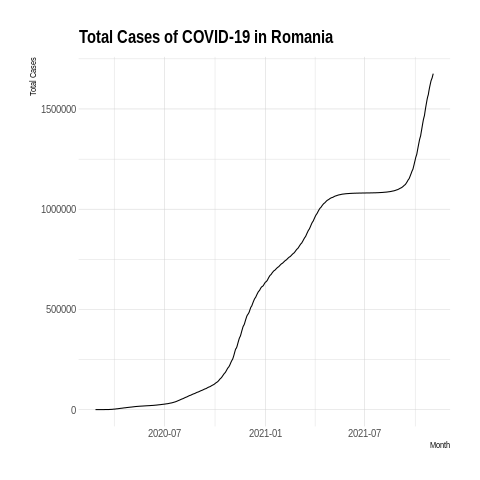 Total Cases of COVID-19 in Romania
Total Cases
1500000
1000000
500000
0
2020-07 2021-01 2021-07
Month